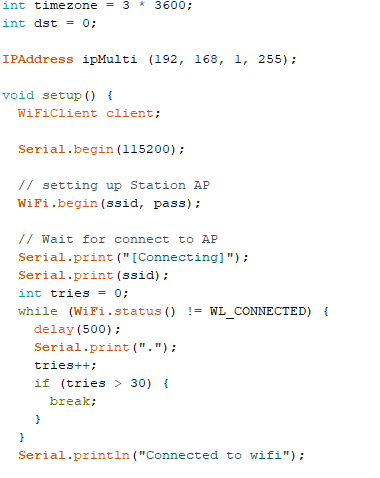 int timezone = 3 * 3600;
int dst = 0;

IPAddress ipMulti (192, 168, 1, 255);

void setup() {
  WiFiClient client;

  Serial.begin(115200);

  // setting up Station AP
  WiFi.begin(ssid, pass);

  // Wait for connect to AP
  Serial.print("[Connecting]");
  Serial.print(ssid);
  int tries = 0;
  while (WiFi.status() != WL_CONNECTED) {
    delay(500);
    Serial.print(".");
    tries++;
    if (tries > 30) {
      break;
    }
  }
  Serial.println("Connected to wifi");